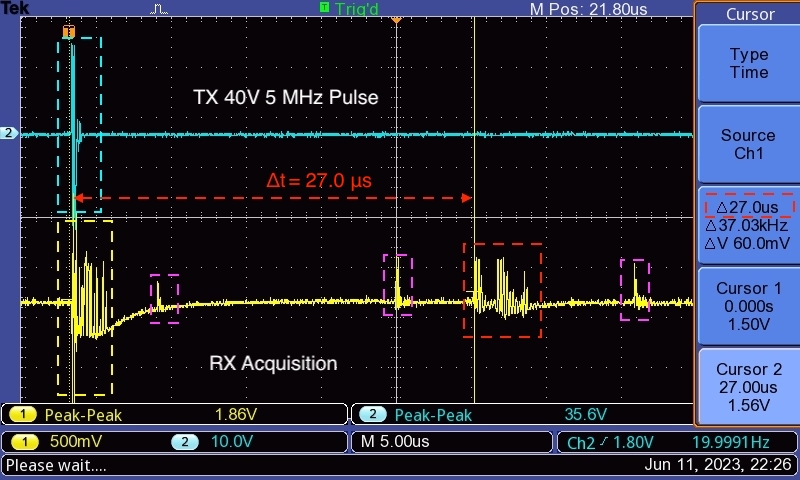 Tek
T Trig'd
M Pos: 21.80us
Cursor
Type
Time
Source
Ch1
Δ27.0us
Δ37.03kHz
ΔV 60.0mV
Cursor 1
0.000s
1.50V
Cursor 2
27.00us
1.56V
TX 40V 5 MHz Pulse
2
Δt = 27.0 µs
RX Acquisition
1 Peak-Peak 1.86V
2 Peak-Peak 35.6V
1 500mV
2 10.0V
M 5.00us
Ch2 1.80V 19.9991Hz
Please wait....
Jun 11, 2023, 22:26